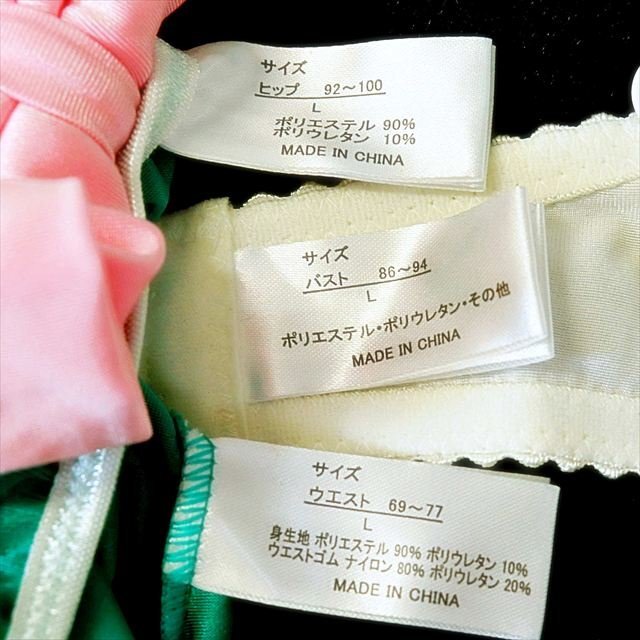 サイズ
ヒップ 92～100
L
ポリエステル 90%
ポリウレタン 10%
MADE IN CHINA
サイズ
バスト 86～94
L
ポリエステル・ポリウレタン・その他
MADE IN CHINA
サイズ
ウエスト 69～77
L
身生地 ポリエステル 90% ポリウレタン 10%
ウエストゴム ナイロン 80% ポリウレタン 20%
MADE IN CHINA